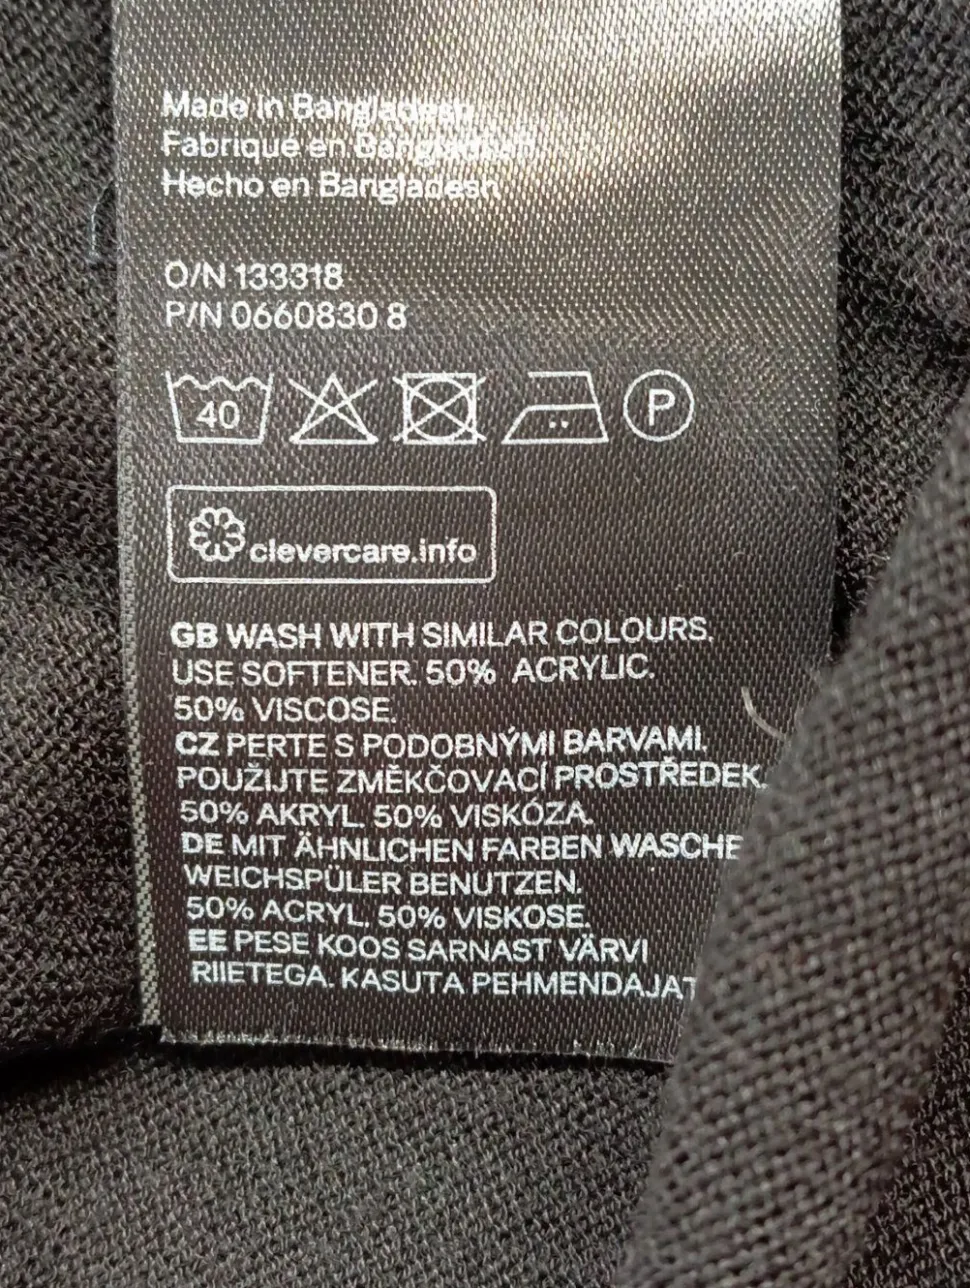 Made in Bangladesh
Fabriqué en Bangladesh
Hecho en Bangladesh
O/N 133318
P/N 0660830 8
40 P
clevercare.info
GB WASH WITH SIMILAR COLOURS.
USE SOFTENER. 50% ACRYLIC.
50% VISCOSE.
CZ PERTE S PODOBNÝMI BARVAMI.
POUŽIJTE ZMĚKČOVACÍ PROSTŘEDEK.
50% AKRYL. 50% VISKÓZA.
DE MIT ÄHNLICHEN FARBEN WASCHE
WEICHSPÜLER BENUTZEN.
50% ACRYL. 50% VISKOSE.
EE PESE KOOS SARNAST VÄRVI
RIIETEGA. KASUTA PEHMENDAJAT